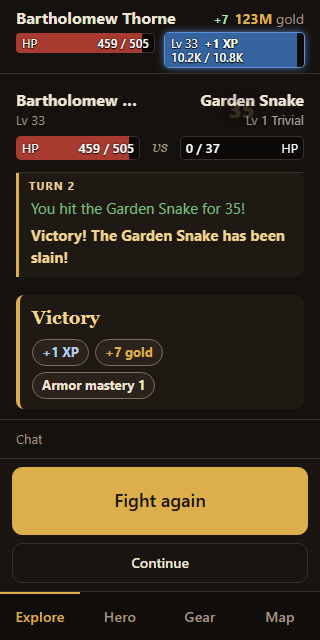 Bartholomew Thorne +7 123M gold
HP 459 / 505
Lv 33 +1 XP
10.2K / 10.8K
Bartholomew ... Garden Snake
35
Lv 33 Lv 1 Trivial
HP 459 / 505 VS 0 / 37 HP
TURN 2
You hit the Garden Snake for 35!
Victory! The Garden Snake has been
slain!
Victory
+1 XP +7 gold
Armor mastery 1
Chat
Fight again
Continue
Explore Hero Gear Map